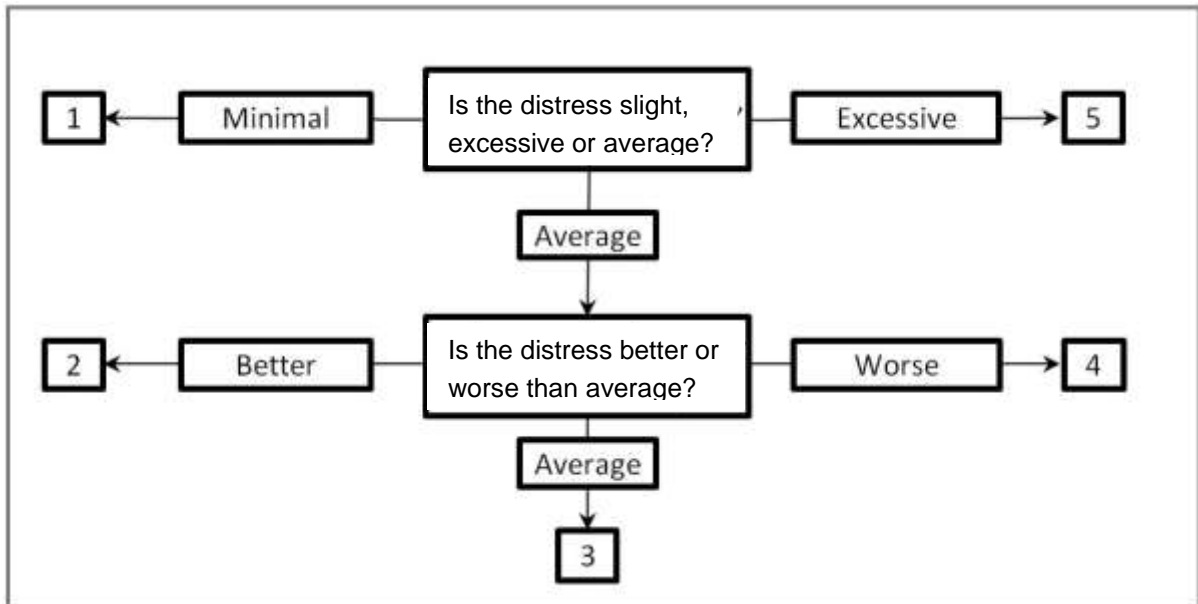 1
Minimal
Is the distress slight,
excessive or average?
Excessive
5
Average
2
Better
Is the distress better or
worse than average?
Worse
4
Average
3